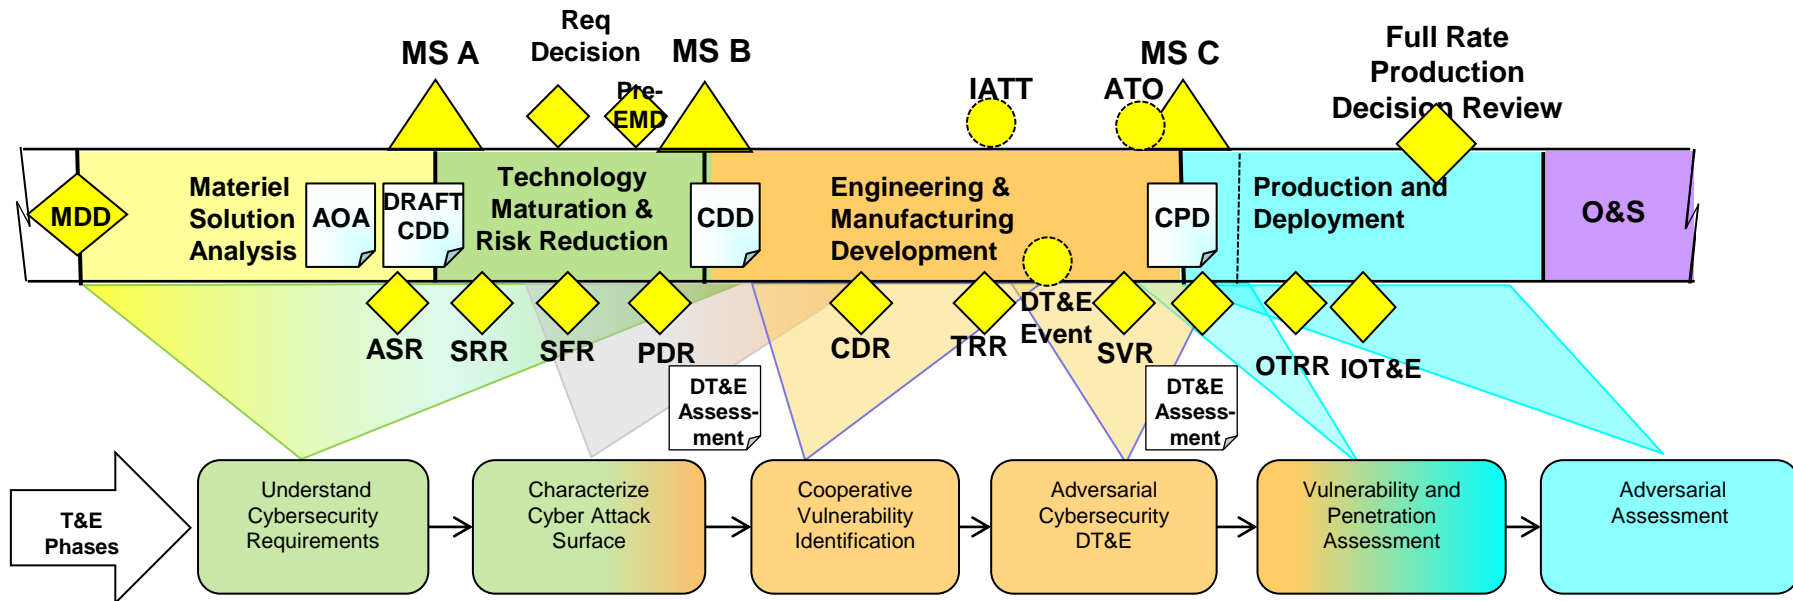 Req
Decision
MS A
MS B
MS C
Full Rate
Production
Decision Review
Pre-
EMD
IATT
ATO
MDD
Materiel
Solution
Analysis
AOA
DRAFT
CDD
Technology
Maturation &
Risk Reduction
CDD
Engineering &
Manufacturing
Development
CPD
Production and
Deployment
O&S
ASR
SRR
SFR
PDR
CDR
TRR
DT&E
Event
SVR
OTRR
IOT&E
DT&E
Assess-
ment
DT&E
Assess-
ment
T&E
Phases
Understand
Cybersecurity
Requirements
Characterize
Cyber Attack
Surface
Cooperative
Vulnerability
Identification
Adversarial
Cybersecurity
DT&E
Vulnerability and
Penetration
Assessment
Adversarial
Assessment